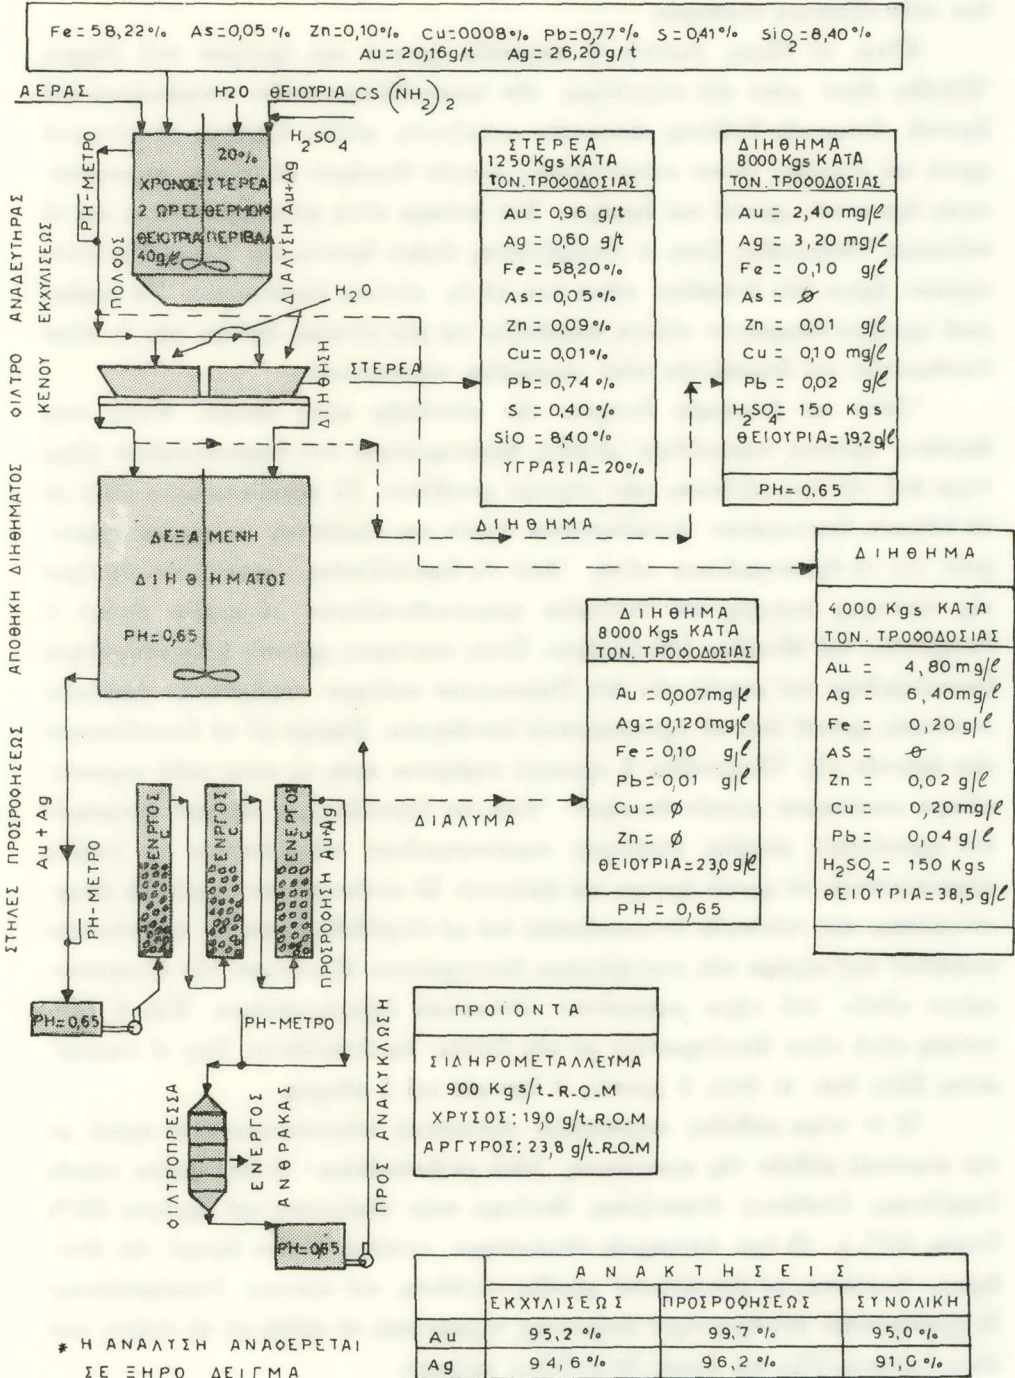 Fe = 58,22% As=0,05% Zn=0,10% Cu=0008% Pb=0,77% S=0,41% SiO2=8,40%
Au = 20,16 g/t Ag = 26,20 g/t
ΑΕΡΑΣ
H2O
ΘΕΙΟΥΡΙΑ CS(NH2)2
H2SO4
PH-ΜΕΤΡΟ
20%
ΧΡΟΝΟΣ ΣΤΕΡΕΑ
2 ΩΡΕΣ ΘΕΡΜΟΚ
ΘΕΙΟΥΡΙΑ ΠΕΡΙΒΑΛ
40g/ℓ
ΑΝΑΔΕΥΤΗΡΑΣ
ΕΚΧΥΛΙΣΕΩΣ
ΠΟΛΦΟΣ
ΔΙΑΛΥΣΗ Au+Ag
H2O
ΦΙΛΤΡΟ
ΚΕΝΟΥ
ΔΙΗΘΗΣΗ
ΣΤΕΡΕΑ
ΣΤΕΡΕΑ
1250 Kgs ΚΑΤΑ
ΤΟΝ. ΤΡΟΦΟΔΟΣΙΑΣ
Au = 0,96 g/t
Ag = 0,60 g/t
Fe = 58,20%
As = 0,05%
Zn = 0,09%
Cu = 0,01%
Pb = 0,74%
S = 0,40%
SiO = 8,40%
ΥΓΡΑΣΙΑ = 20%
ΔΙΗΘΗΜΑ
8000 Kgs ΚΑΤΑ
ΤΟΝ. ΤΡΟΦΟΔΟΣΙΑΣ
Au = 2,40 mg/ℓ
Ag = 3,20 mg/ℓ
Fe = 0,10 g/ℓ
As = Ø
Zn = 0,01 g/ℓ
Cu = 0,10 mg/ℓ
Pb = 0,02 g/ℓ
H2SO4 = 150 Kgs
ΘΕΙΟΥΡΙΑ = 19,2 g/ℓ
PH = 0,65
ΔΙΗΘΗΜΑ
ΑΠΟΘΗΚΗ ΔΙΗΘΗΜΑΤΟΣ
ΔΕΞΑΜΕΝΗ
ΔΙΗΘΗΜΑΤΟΣ
PH = 0,65
ΔΙΗΘΗΜΑ
4000 Kgs ΚΑΤΑ
ΤΟΝ. ΤΡΟΦΟΔΟΣΙΑΣ
Au = 4,80 mg/ℓ
Ag = 6,40 mg/ℓ
Fe = 0,20 g/ℓ
AS = Ø
Zn = 0,02 g/ℓ
Cu = 0,20 mg/ℓ
Pb = 0,04 g/ℓ
H2SO4 = 150 Kgs
ΘΕΙΟΥΡΙΑ = 38,5 g/ℓ
ΔΙΗΘΗΜΑ
8000 Kgs ΚΑΤΑ
ΤΟΝ. ΤΡΟΦΟΔΟΣΙΑΣ
Au = 0,007 mg/ℓ
Ag = 0,120 mg/ℓ
Fe = 0,10 g/ℓ
Pb = 0,01 g/ℓ
Cu = Ø
Zn = Ø
ΘΕΙΟΥΡΙΑ = 23,0 g/ℓ
PH = 0,65
ΣΤΗΛΕΣ ΠΡΟΣΡΟΦΗΣΕΩΣ
Au + Ag
PH-ΜΕΤΡΟ
ΕΝΕΡΓΟΣ C
ΕΝΕΡΓΟΣ C
ΕΝΕΡΓΟΣ C
ΠΡΟΣΡΟΦΗΣΗ Au+Ag
ΔΙΑΛΥΜΑ
PH=0,65
PH-ΜΕΤΡΟ
ΦΙΛΤΡΟΠΡΕΣΣΑ
ΕΝΕΡΓΟΣ
ΑΝΘΡΑΚΑΣ
ΠΡΟΣ ΑΝΑΚΥΚΛΩΣΗ
PH=0,65
ΠΡΟΙΟΝΤΑ
ΣΙΔΗΡΟΜΕΤΑΛΛΕΥΜΑ
900 Kgs/t_R.O.M
ΧΡΥΣΟΣ: 19,0 g/t_R.O.M
ΑΡΓΥΡΟΣ: 23,8 g/t_R.O.M
ΑΝΑΚΤΗΣΕΙΣ
ΕΚΧΥΛΙΣΕΩΣ ΠΡΟΣΡΟΦΗΣΕΩΣ ΣΥΝΟΛΙΚΗ
Au 95,2% 99,7% 95,0%
Ag 94,6% 96,2% 91,0%
* Η ΑΝΑΛΥΣΗ ΑΝΑΦΕΡΕΤΑΙ
ΣΕ ΞΗΡΟ ΔΕΙΓΜΑ